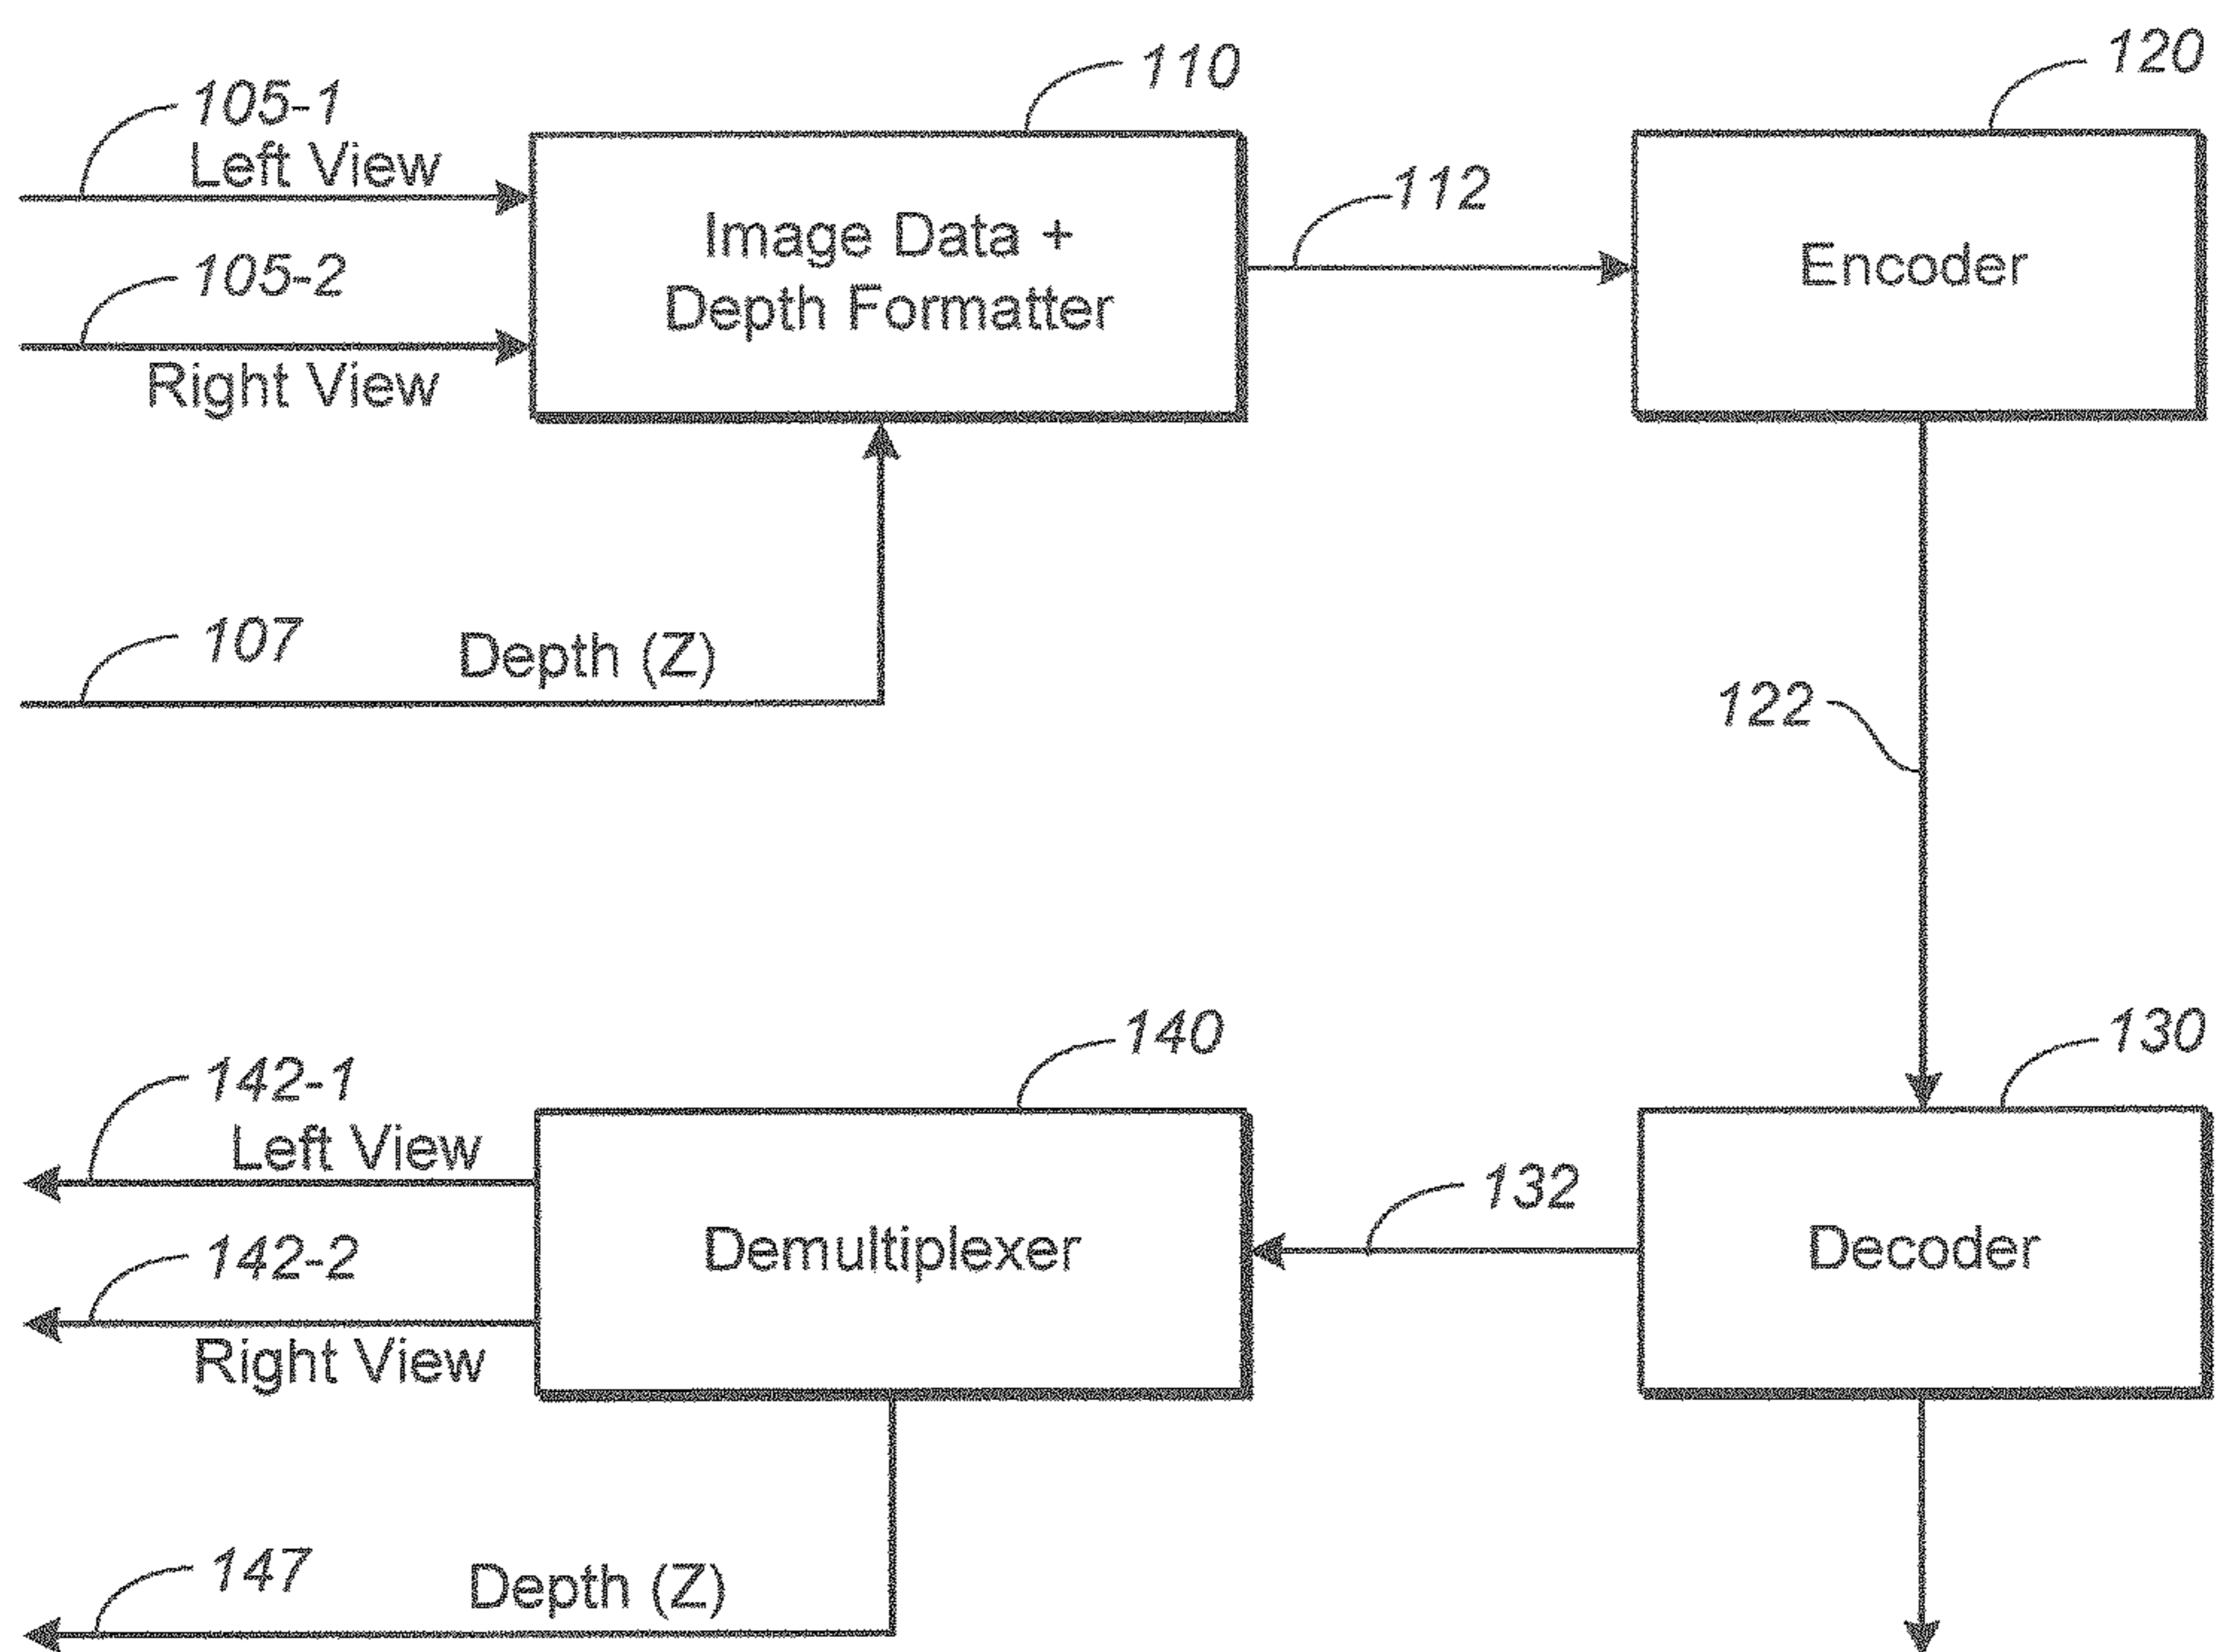 105-1
Left View
105-2
Right View
110
Image Data +
Depth Formatter
112
120
Encoder
107
Depth (Z)
122
140
130
142-1
Left View
142-2
Right View
Demultiplexer
132
Decoder
147
Depth (Z)